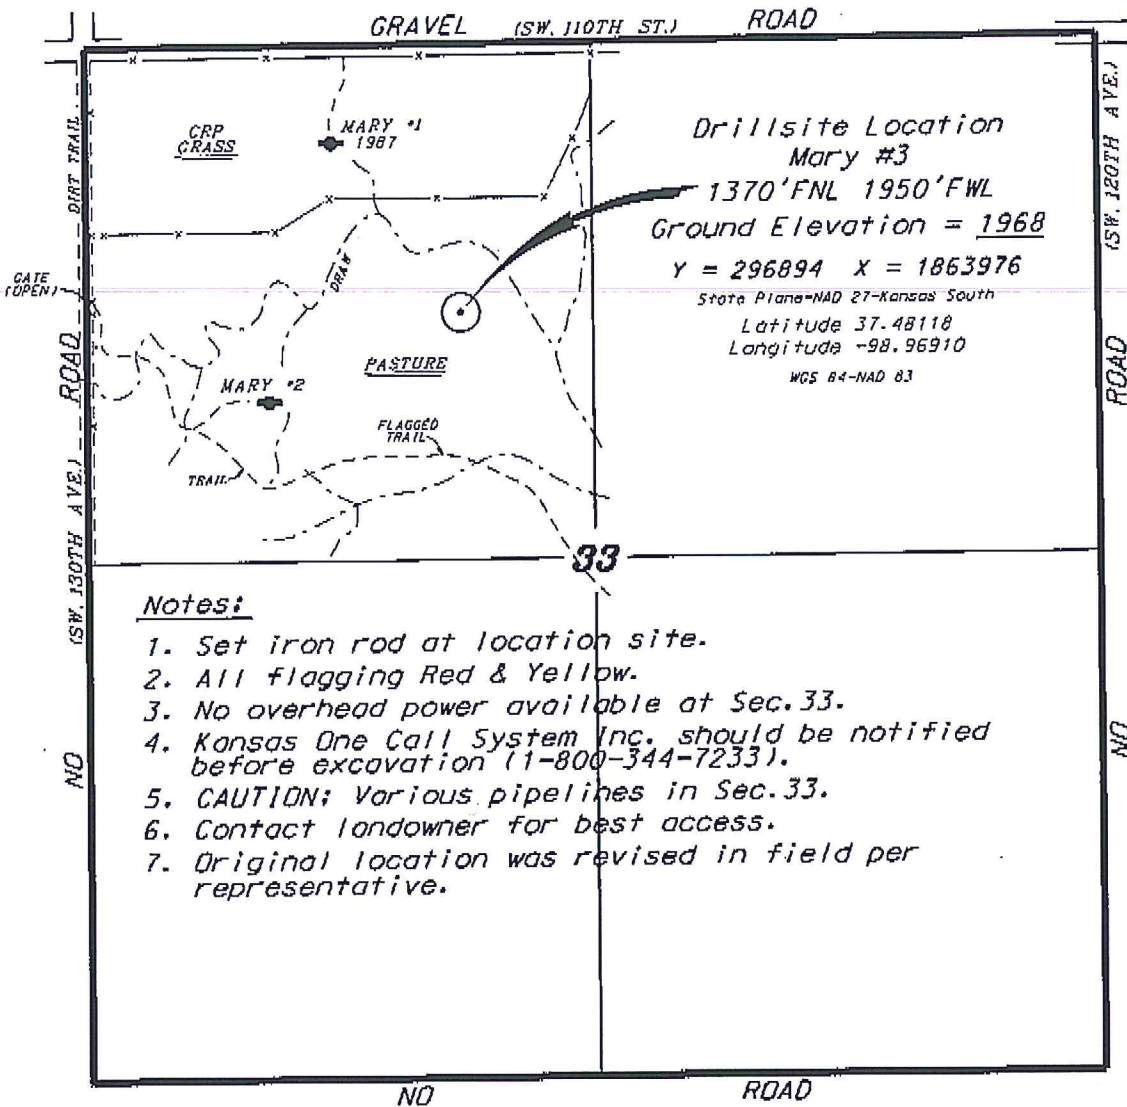 GRAVEL (SW. 110TH ST.) ROAD
DIRT TRAIL
CRP
GRASS
MARY #1
1987
(SW. 120TH AVE.)
Drillsite Location
Mary #3
1370'FNL 1950'FWL
Ground Elevation = 1968
Y = 296894 X = 1863976
State Plane-NAD 27-Kansas South
Latitude 37.48118
Longitude -98.96910
WGS 84-NAD 83
GATE
(OPEN)
DRAW
ROAD
ROAD
PASTURE
MARY #2
FLAGGED
TRAIL
TRAIL
(SW. 130TH AVE.)
33
Notes:
1. Set iron rod at location site.
2. All flagging Red & Yellow.
3. No overhead power available at Sec.33.
4. Kansas One Call System Inc. should be notified
before excavation (1-800-344-7233).
5. CAUTION: Various pipelines in Sec.33.
6. Contact landowner for best access.
7. Original location was revised in field per
representative.
NO
NO
NO ROAD